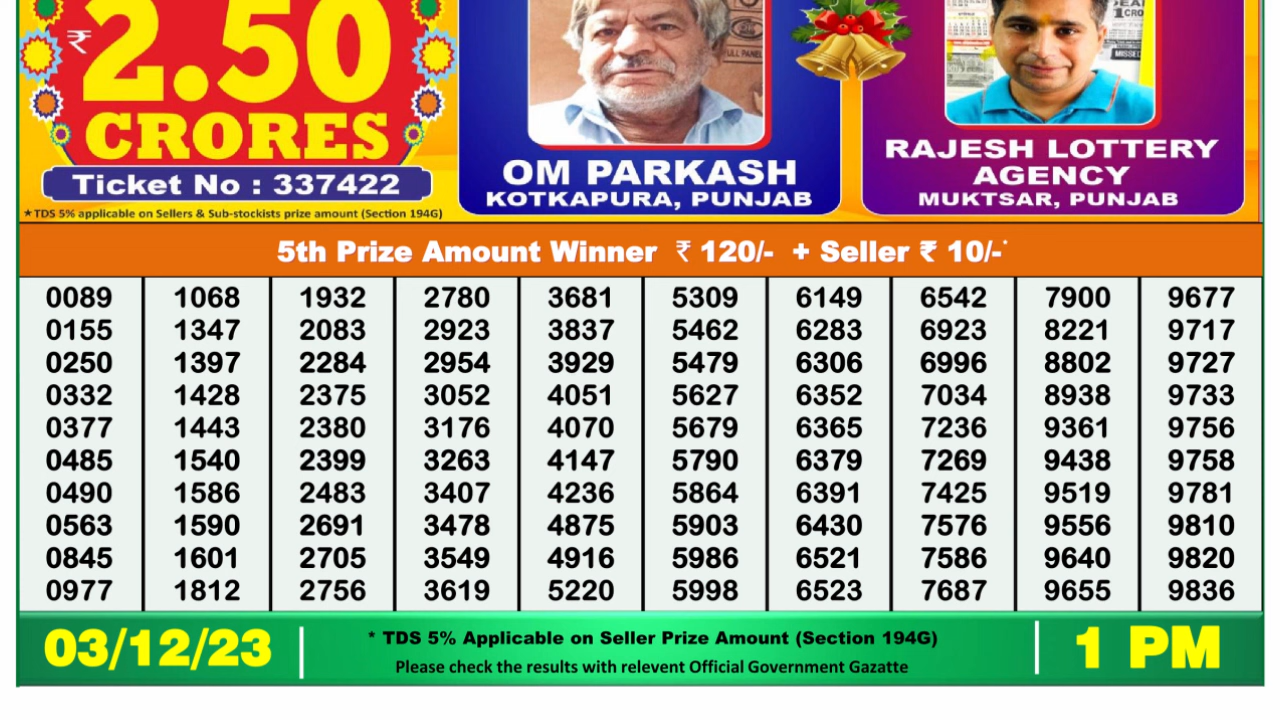 ₹ 2.50
CRORES
Ticket No : 337422
★TDS 5% applicable on Sellers & Sub-stockists prize amount (Section 194G)
FULL PANEL
OM PARKASH
KOTKAPURA, PUNJAB
1CRO
RAJESH LOTTERY
AGENCY
MUKTSAR, PUNJAB
5th Prize Amount Winner ₹ 120/- + Seller ₹ 10/-*
0089 1068 1932 2780 3681 5309 6149 6542 7900 9677
0155 1347 2083 2923 3837 5462 6283 6923 8221 9717
0250 1397 2284 2954 3929 5479 6306 6996 8802 9727
0332 1428 2375 3052 4051 5627 6352 7034 8938 9733
0377 1443 2380 3176 4070 5679 6365 7236 9361 9756
0485 1540 2399 3263 4147 5790 6379 7269 9438 9758
0490 1586 2483 3407 4236 5864 6391 7425 9519 9781
0563 1590 2691 3478 4875 5903 6430 7576 9556 9810
0845 1601 2705 3549 4916 5986 6521 7586 9640 9820
0977 1812 2756 3619 5220 5998 6523 7687 9655 9836
03/12/23
* TDS 5% Applicable on Seller Prize Amount (Section 194G)
Please check the results with relevent Official Government Gazatte
1 PM